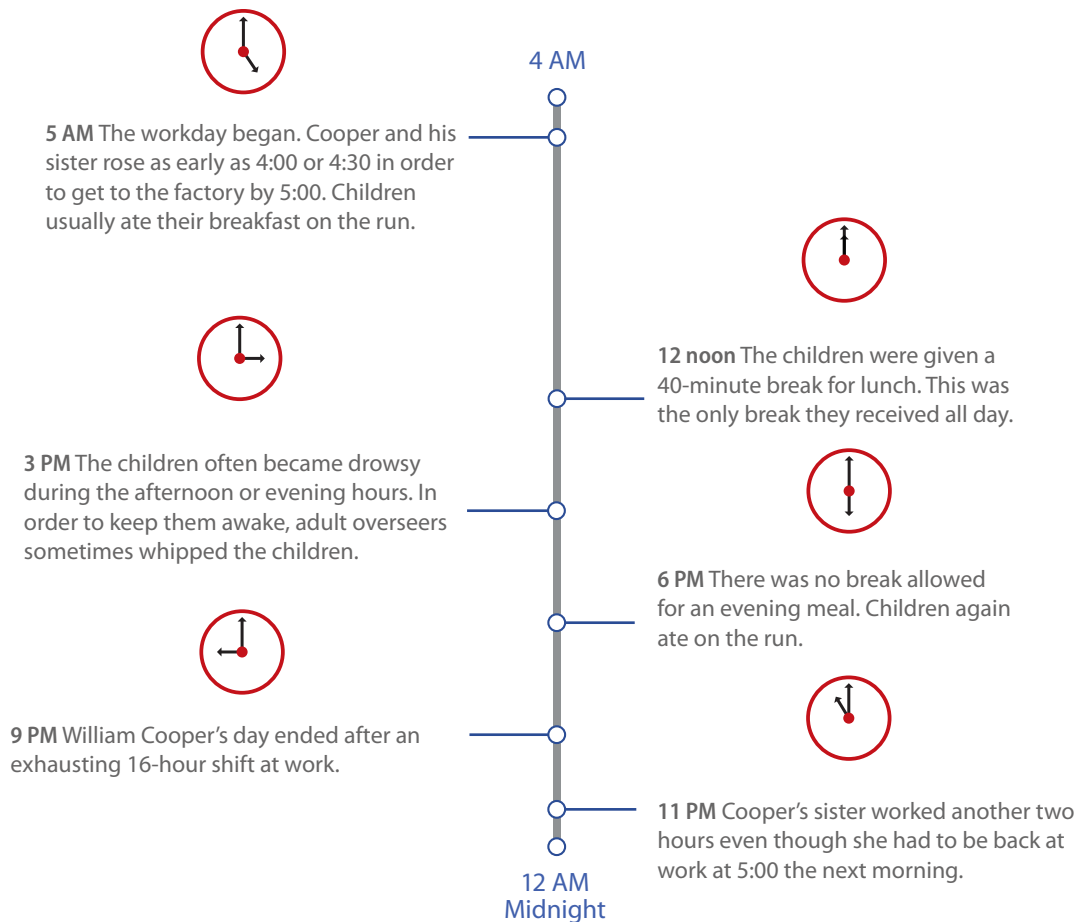 4 AM
5 AM The workday began. Cooper and his
sister rose as early as 4:00 or 4:30 in order
to get to the factory by 5:00. Children
usually ate their breakfast on the run.
12 noon The children were given a
40-minute break for lunch. This was
the only break they received all day.
3 PM The children often became drowsy
during the afternoon or evening hours. In
order to keep them awake, adult overseers
sometimes whipped the children.
6 PM There was no break allowed
for an evening meal. Children again
ate on the run.
9 PM William Cooper’s day ended after an
exhausting 16-hour shift at work.
11 PM Cooper’s sister worked another two
hours even though she had to be back at
work at 5:00 the next morning.
12 AM
Midnight